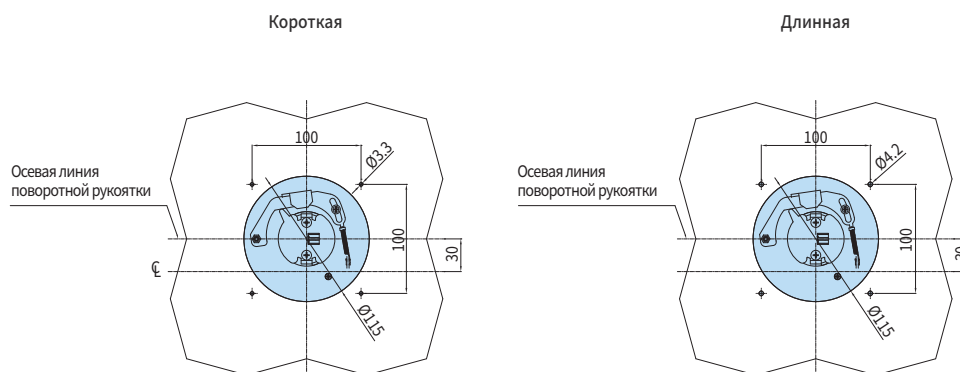 Короткая
Длинная
100
Ø3.3
Осевая линия
поворотной рукоятки
100
30
℄
Ø115
100
Ø4.2
Осевая линия
поворотной рукоятки
100
30
Ø115